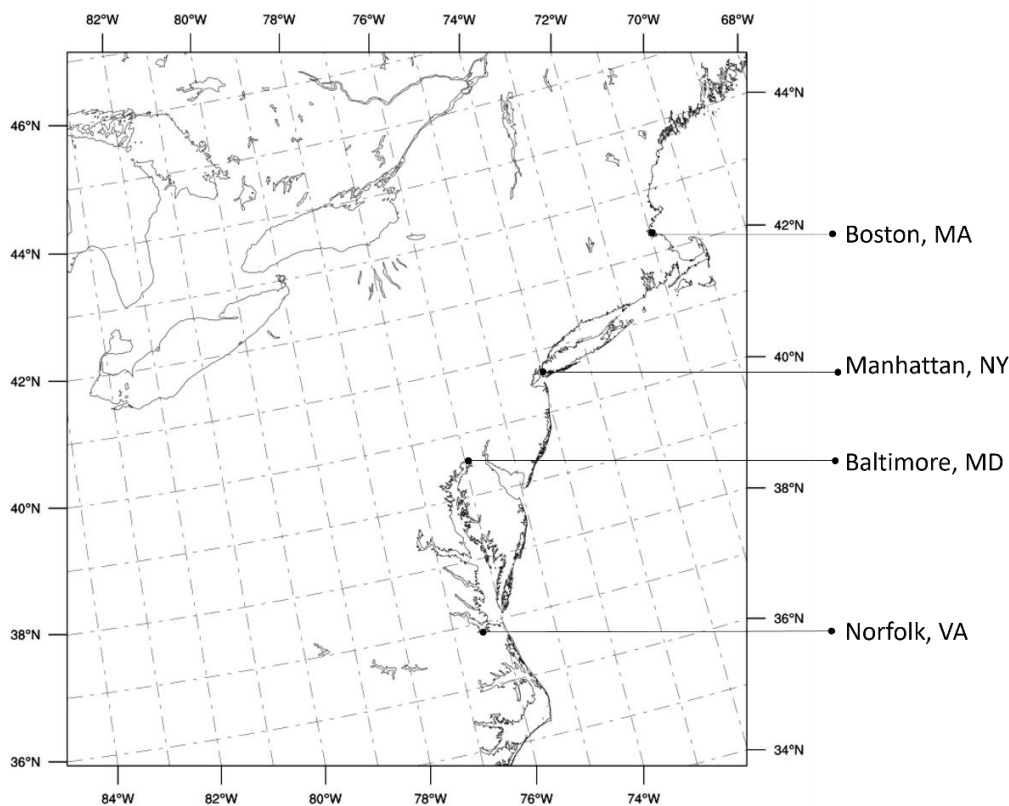 82°W 80°W 78°W 76°W 74°W 72°W 70°W 68°W
44°N
46°N
42°N
Boston, MA
44°N
40°N
Manhattan, NY
42°N
Baltimore, MD
38°N
40°N
36°N
Norfolk, VA
38°N
34°N
36°N
84°W 82°W 80°W 78°W 76°W 74°W